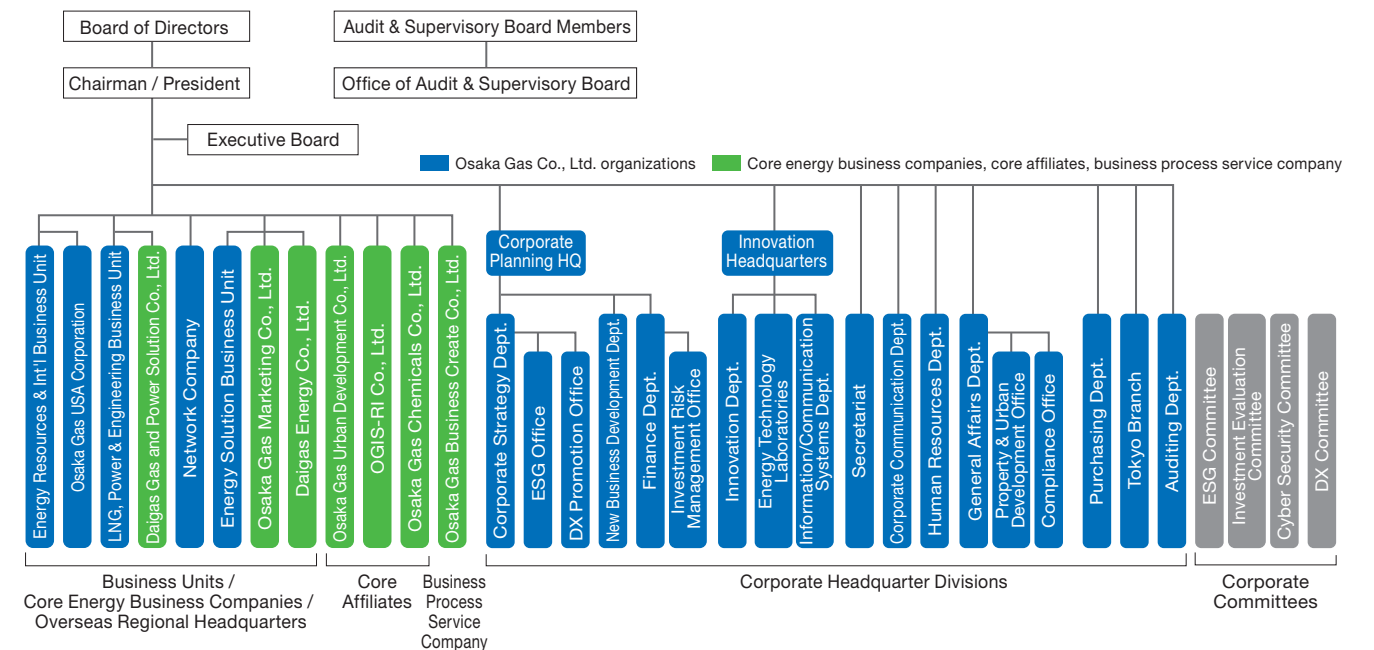 Board of Directors
Audit & Supervisory Board Members
Chairman / President
Office of Audit & Supervisory Board
Executive Board
Osaka Gas Co., Ltd. organizations
Core energy business companies, core affiliates, business process service company
Corporate
Planning HQ
Innovation
Headquarters
Energy Resources & Int'l Business Unit
Osaka Gas USA Corporation
LNG, Power & Engineering Business Unit
Daigas Gas and Power Solution Co., Ltd.
Network Company
Energy Solution Business Unit
Osaka Gas Marketing Co., Ltd.
Daigas Energy Co., Ltd.
Osaka Gas Urban Development Co., Ltd.
OGIS-RI Co., Ltd.
Osaka Gas Chemicals Co., Ltd.
Osaka Gas Business Create Co., Ltd.
Corporate Strategy Dept.
ESG Office
DX Promotion Office
New Business Development Dept.
Finance Dept.
Investment Risk
Management Office
Innovation Dept.
Energy Technology
Laboratories
Information/Communication
Systems Dept.
Secretariat
Corporate Communication Dept.
Human Resources Dept.
General Affairs Dept.
Property & Urban
Development Office
Compliance Office
Purchasing Dept.
Tokyo Branch
Auditing Dept.
ESG Committee
Investment Evaluation
Committee
Cyber Security Committee
DX Committee
Business Units /
Core Energy Business Companies /
Overseas Regional Headquarters
Core
Affiliates
Business
Process
Service
Company
Corporate Headquarter Divisions
Corporate
Committees